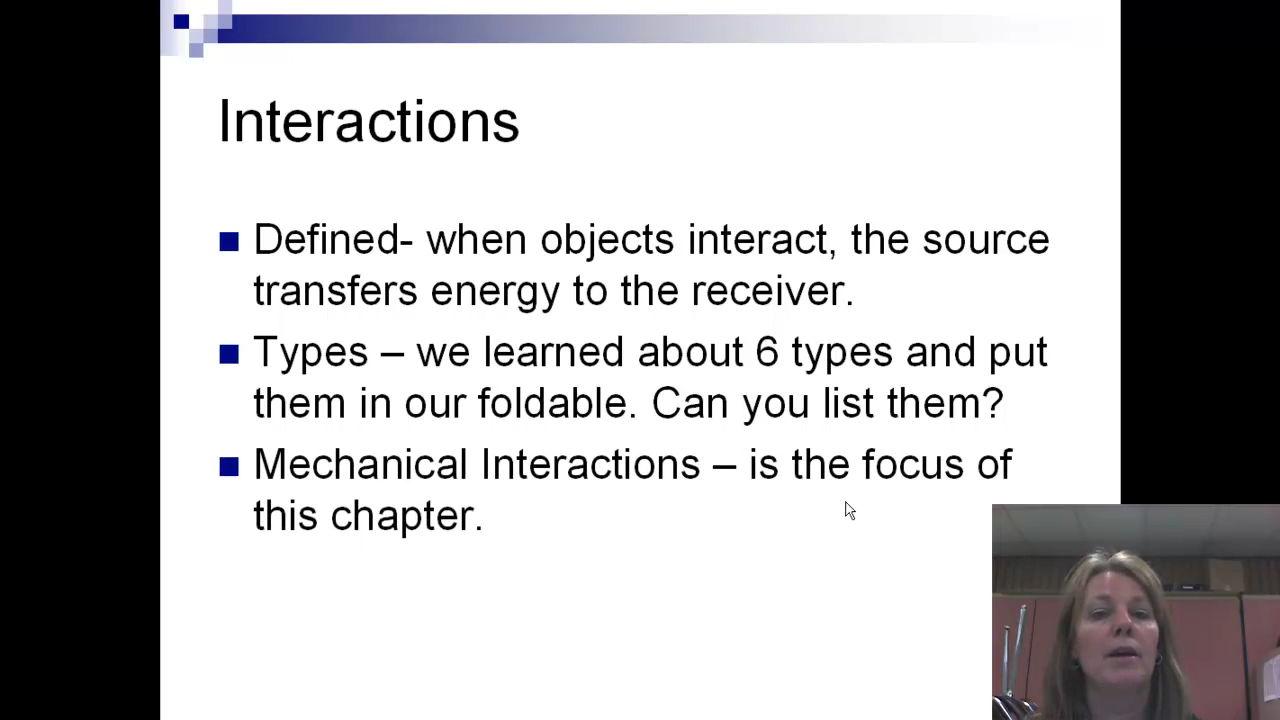 Interactions
Defined- when objects interact, the source
transfers energy to the receiver.
Types – we learned about 6 types and put
them in our foldable. Can you list them?
Mechanical Interactions – is the focus of
this chapter.